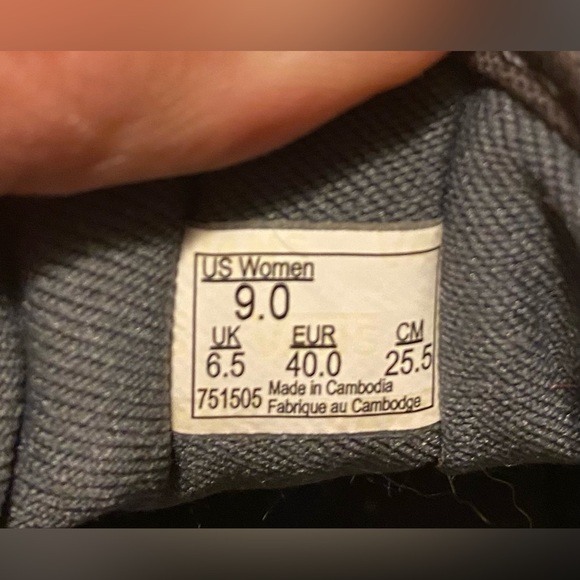 US Women
9.0
UK EUR CM
6.5 40.0 25.5
751505 Made in Cambodia
Fabrique au Cambodge